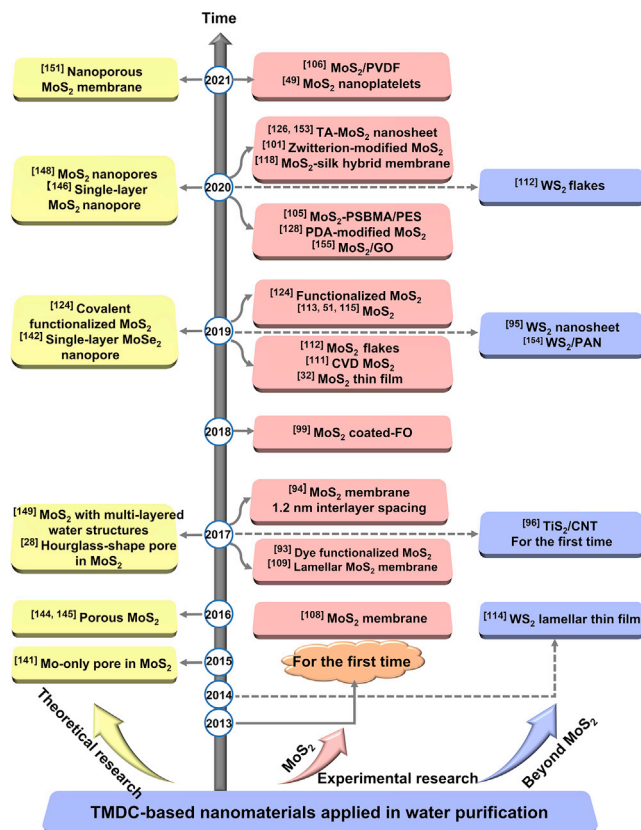 Time
[151] Nanoporous
MoS2 membrane
2021
[106] MoS2/PVDF
[49] MoS2 nanoplatelets
[126, 153] TA-MoS2 nanosheet
[101] Zwitterion-modified MoS2
[118] MoS2-silk hybrid membrane
[148] MoS2 nanopores
[146] Single-layer
MoS2 nanopore
2020
[112] WS2 flakes
[105] MoS2-PSBMA/PES
[128] PDA-modified MoS2
[155] MoS2/GO
[124] Covalent
functionalized MoS2
[142] Single-layer MoSe2
nanopore
2019
[124] Functionalized MoS2
[113, 51, 115] MoS2
[112] MoS2 flakes
[111] CVD MoS2
[32] MoS2 thin film
[95] WS2 nanosheet
[154] WS2/PAN
2018
[99] MoS2 coated-FO
[149] MoS2 with multi-layered
water structures
[28] Hourglass-shape pore
in MoS2
2017
[94] MoS2 membrane
1.2 nm interlayer spacing
[93] Dye functionalized MoS2
[109] Lamellar MoS2 membrane
[96] TiS2/CNT
For the first time
[144, 145] Porous MoS2
2016
[108] MoS2 membrane
[114] WS2 lamellar thin film
[141] Mo-only pore in MoS2
2015
For the first time
2014
2013
Theoretical research
MoS2
Experimental research
Beyond MoS2
TMDC-based nanomaterials applied in water purification